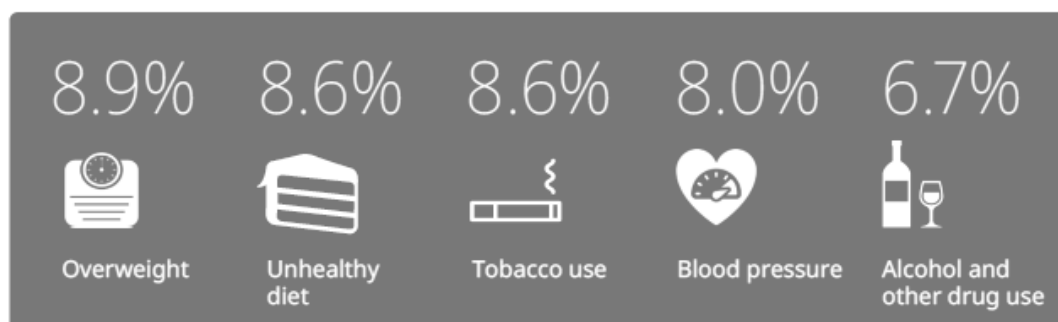 8.9% 8.6% 8.6% 8.0% 6.7%
Overweight Unhealthy Tobacco use Blood pressure Alcohol and
diet other drug use